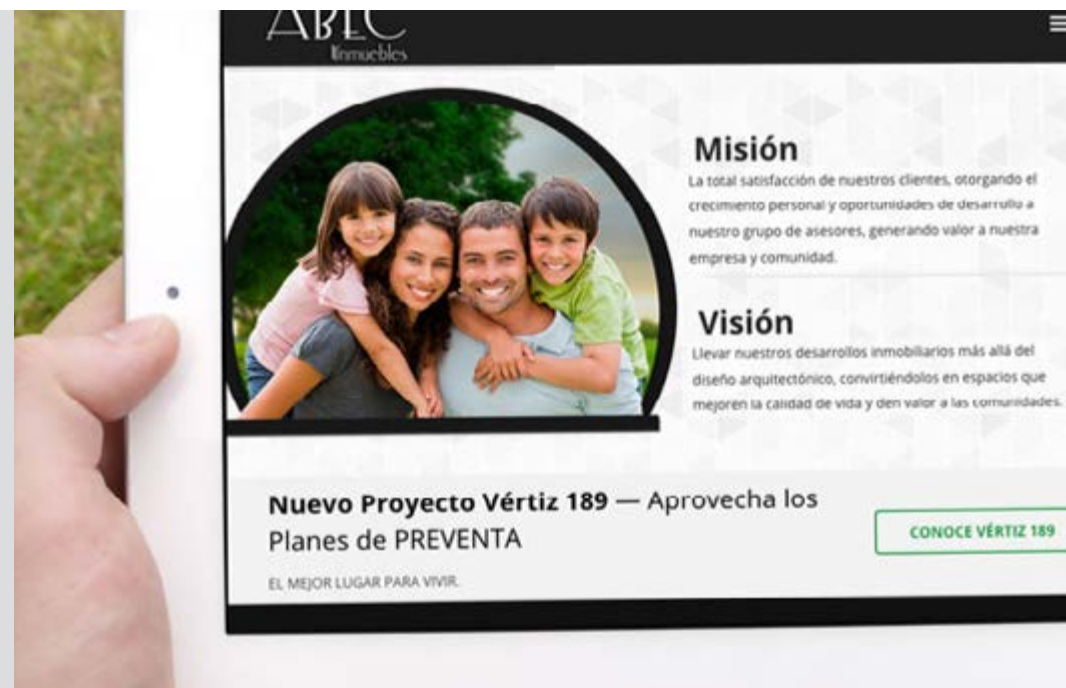 ABEC
Inmuebles
Misión
La total satisfacción de nuestros clientes, otorgando el
crecimiento personal y oportunidades de desarrollo a
nuestro grupo de asesores, generando valor a nuestra
empresa y comunidad.
Visión
Llevar nuestros desarrollos inmobiliarios más allá del
diseño arquitectónico, convirtiéndolos en espacios que
mejoren la calidad de vida y den valor a las comunidades.
Nuevo Proyecto Vértiz 189 — Aprovecha los
Planes de PREVENTA
CONOCE VÉRTIZ 189
EL MEJOR LUGAR PARA VIVIR.